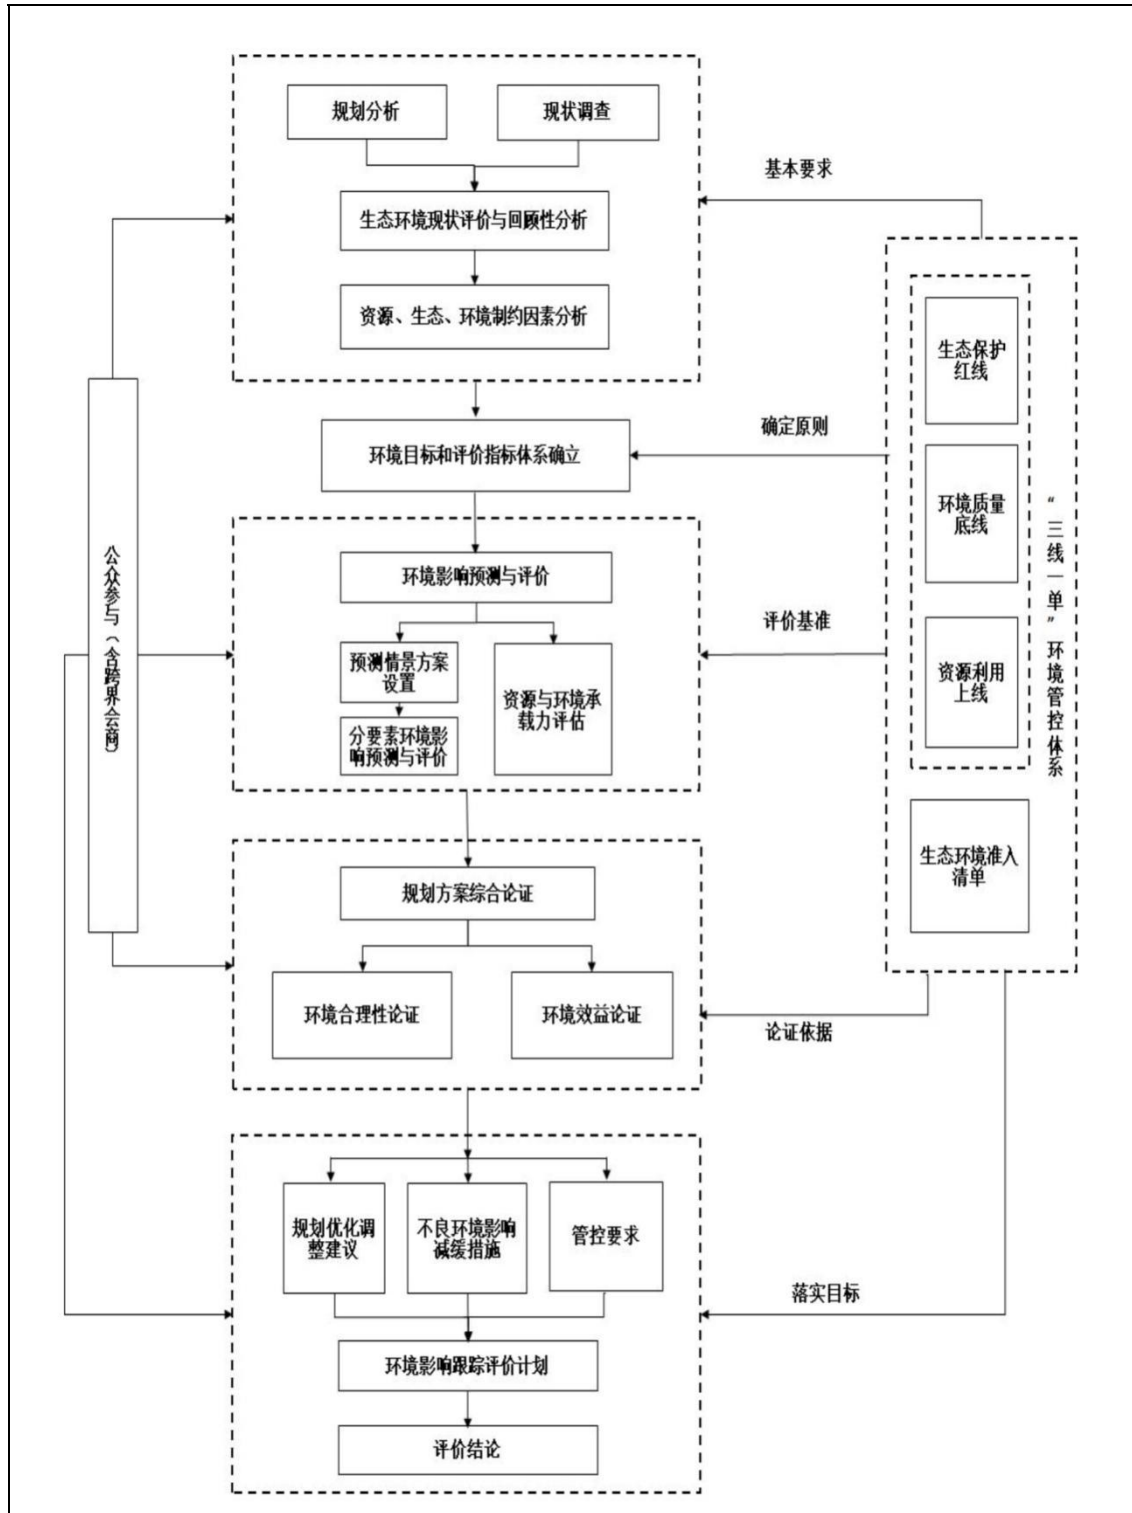 规划分析
现状调查
基本要求
生态环境现状评价与回顾性分析
资源、生态、环境制约因素分析
生态保护
红线
确定原则
环境目标和评价指标体系确立
环境质量
底线
“三线一单”环境管控体系
公众参与（含跨界会商）
环境影响预测与评价
评价基准
预测情景方案
设置
资源与环境承
载力评估
资源利用
上线
分要素环境影
响预测与评价
生态环境准入
清单
规划方案综合论证
环境合理性论证
环境效益论证
论证依据
规划优化调
整建议
不良环境影响
减缓措施
管控要求
落实目标
环境影响跟踪评价计划
评价结论